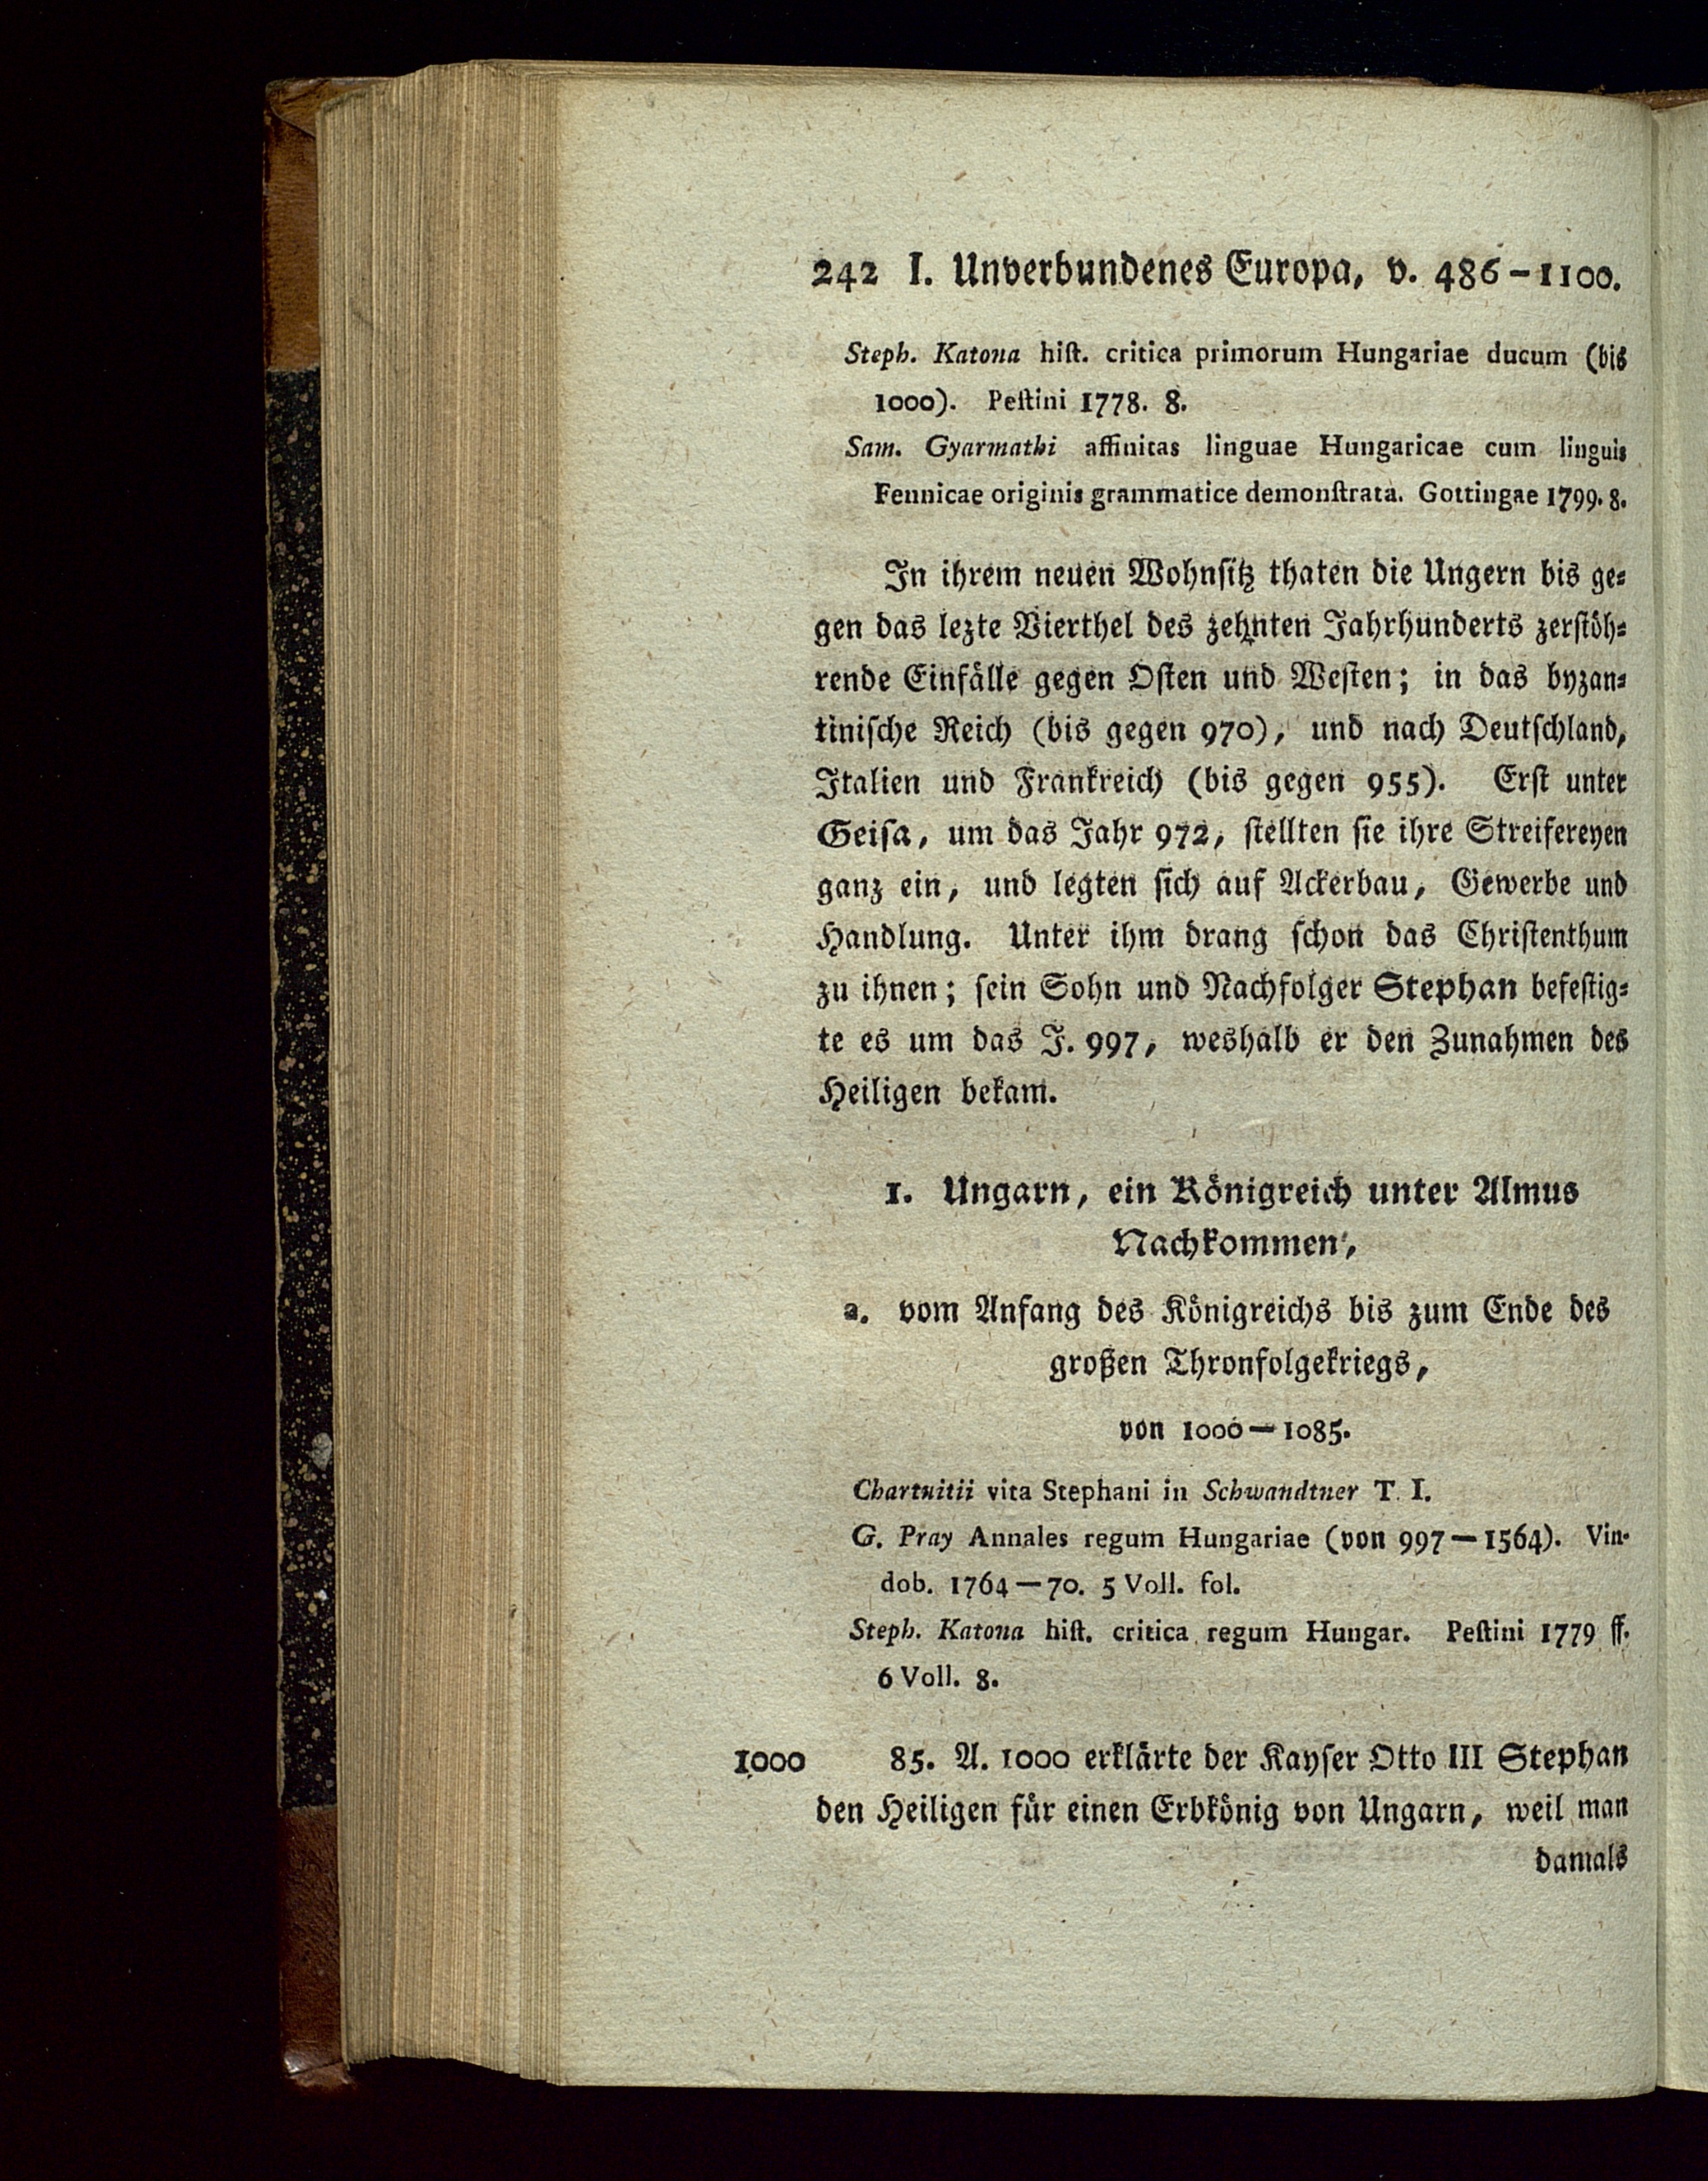 242 I. Unverbundenes Europa, v. 486-1100.
Steph. Katona hist. critica primorum Hungariae ducum (bis
1000). Pestini 1778. 8.
Sam. Gyarmathi affinitas linguae Hungaricae cum linguis
Fennicae originis grammatice demonstrata. Gottingae 1799. 8.
In ihrem neuen Wohnsitz thaten die Ungern bis ge-
gen das lezte Vierthel des zehnten Jahrhunderts zerstöh-
rende Einfälle gegen Osten und Westen; in das byzan-
tinische Reich (bis gegen 970), und nach Deutschland,
Italien und Frankreich (bis gegen 955). Erst unter
Geisa, um das Jahr 972, stellten sie ihre Streifereyen
ganz ein, und legten sich auf Ackerbau, Gewerbe und
Handlung. Unter ihm drang schon das Christenthum
zu ihnen; sein Sohn und Nachfolger Stephan befestig-
te es um das J. 997, weshalb er den Zunahmen des
Heiligen bekam.
1. Ungarn, ein Königreich unter Almus
Nachkommen,
a. vom Anfang des Königreichs bis zum Ende des
großen Thronfolgekriegs,
von 1000—1085.
Chartuitii vita Stephani in Schwandtner T. I.
G. Pray Annales regum Hungariae (von 997—1564). Vin-
dob. 1764—70. 5 Voll. fol.
Steph. Katona hist. critica regum Hungar. Pestini 1779 ff.
6 Voll. 8.
1000 85. A. 1000 erklärte der Kayser Otto III Stephan
den Heiligen für einen Erbkönig von Ungarn, weil man
damals